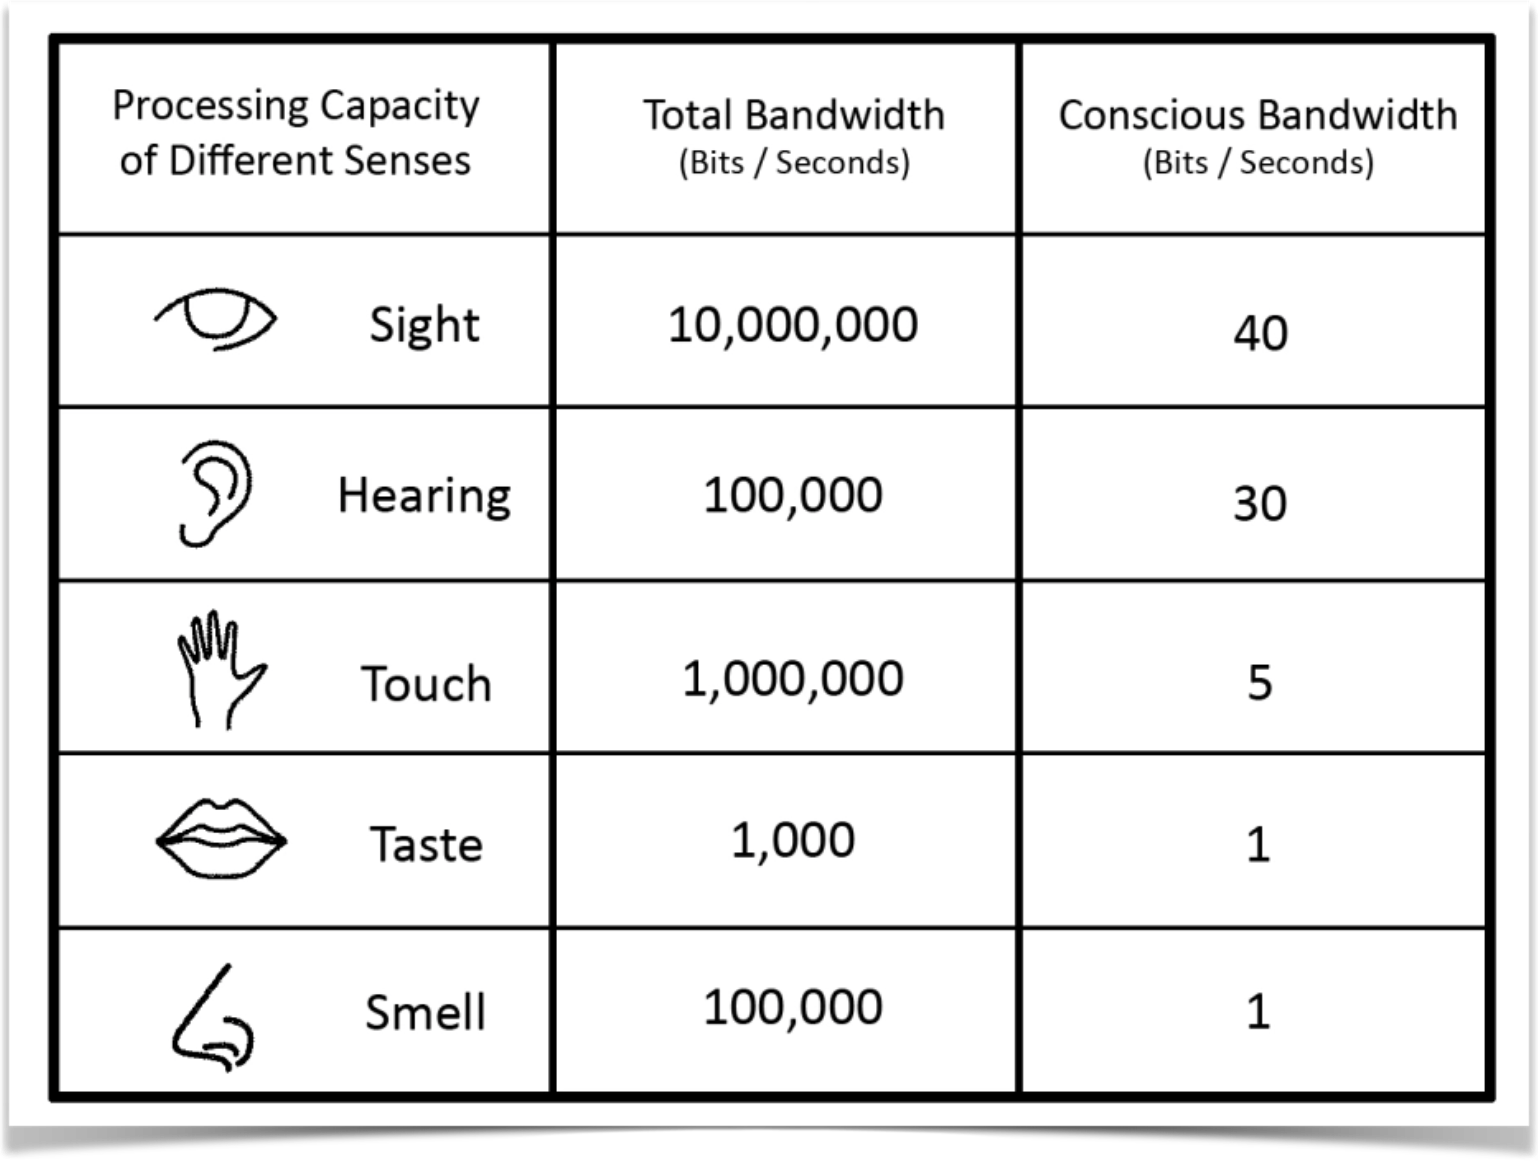 Processing Capacity
of Different Senses
Total Bandwidth
(Bits / Seconds)
Conscious Bandwidth
(Bits / Seconds)
Sight
10,000,000
40
Hearing
100,000
30
Touch
1,000,000
5
Taste
1,000
1
Smell
100,000
1